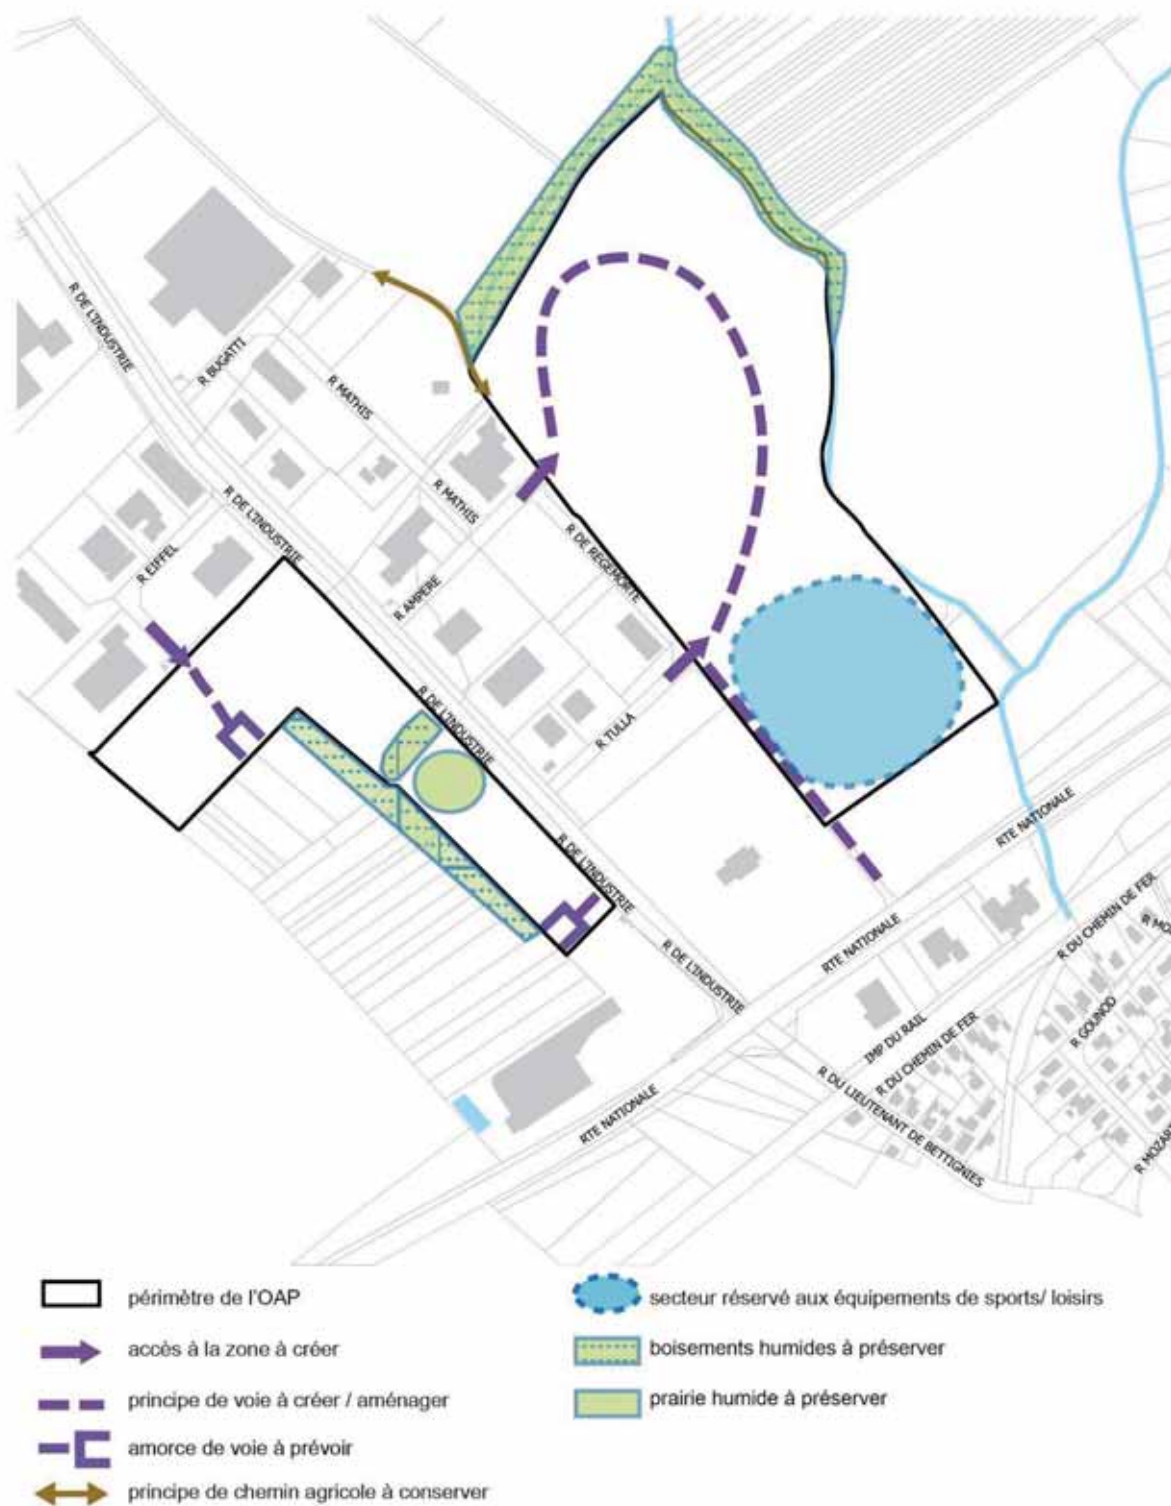 R DE L'INDUSTRIE
R BUGATTI
R MATHIS
R MATHIS
R DE L'INDUSTRIE
R EIFFEL
R AMPERE
R DE REGEMORTE
R DE L'INDUSTRIE
R TULLA
R DE L'INDUSTRIE
R DE L'INDUSTRIE
RTE NATIONALE
RTE NATIONALE
RTE NATIONALE
R DU CHEMIN DE FER
R GOUNOD
IMP DU RAIL
R DU CHEMIN DE FER
R DU LIEUTENANT DE BETTIGNIES
périmètre de l'OAP
accès à la zone à créer
principe de voie à créer / aménager
amorce de voie à prévoir
principe de chemin agricole à conserver
secteur réservé aux équipements de sports/ loisirs
boisements humides à préserver
prairie humide à préserver